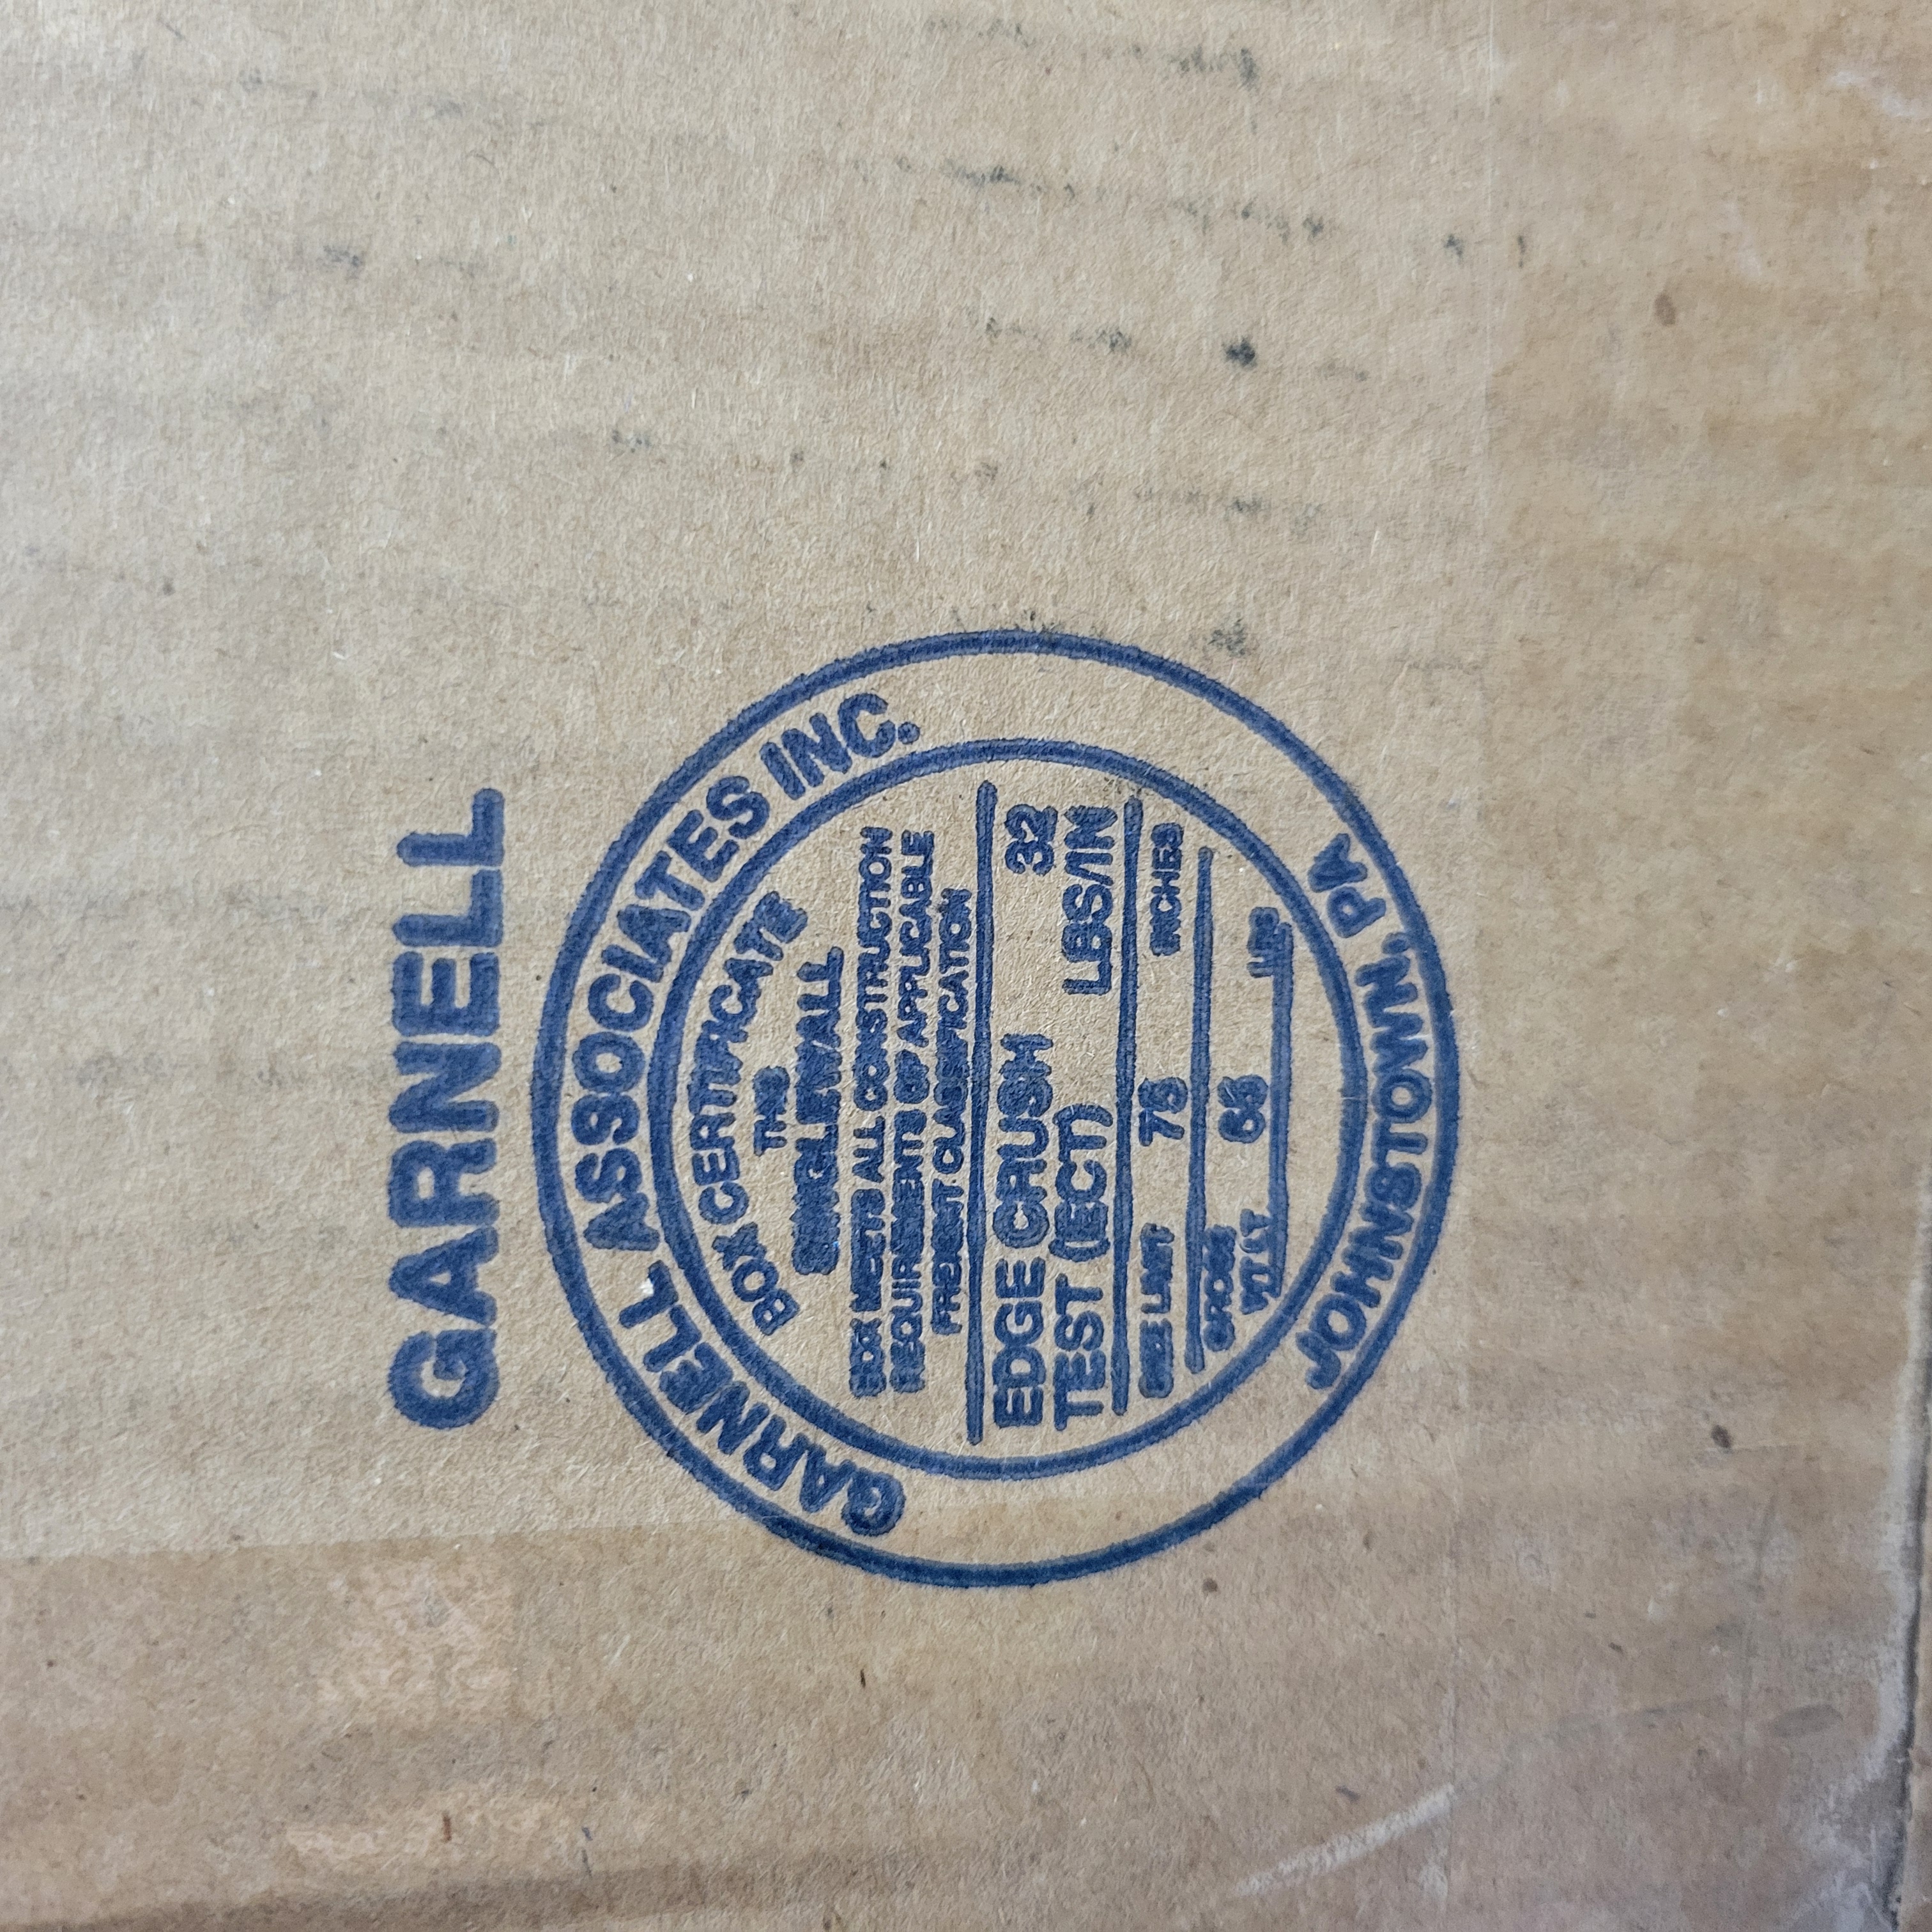 GARNELL
GARNELL ASSOCIATES INC.
BOX CERTIFICATE
THIS
SINGLEWALL
BOX MEETS ALL CONSTRUCTION
REQUIREMENTS OF APPLICABLE
FREIGHT CLASSIFICATION
EDGE CRUSH 32
TEST (ECT) LBS/IN
SIZE LIMIT 75 INCHES
GROSS
WT LT 65 LBS
JOHNSTOWN, PA